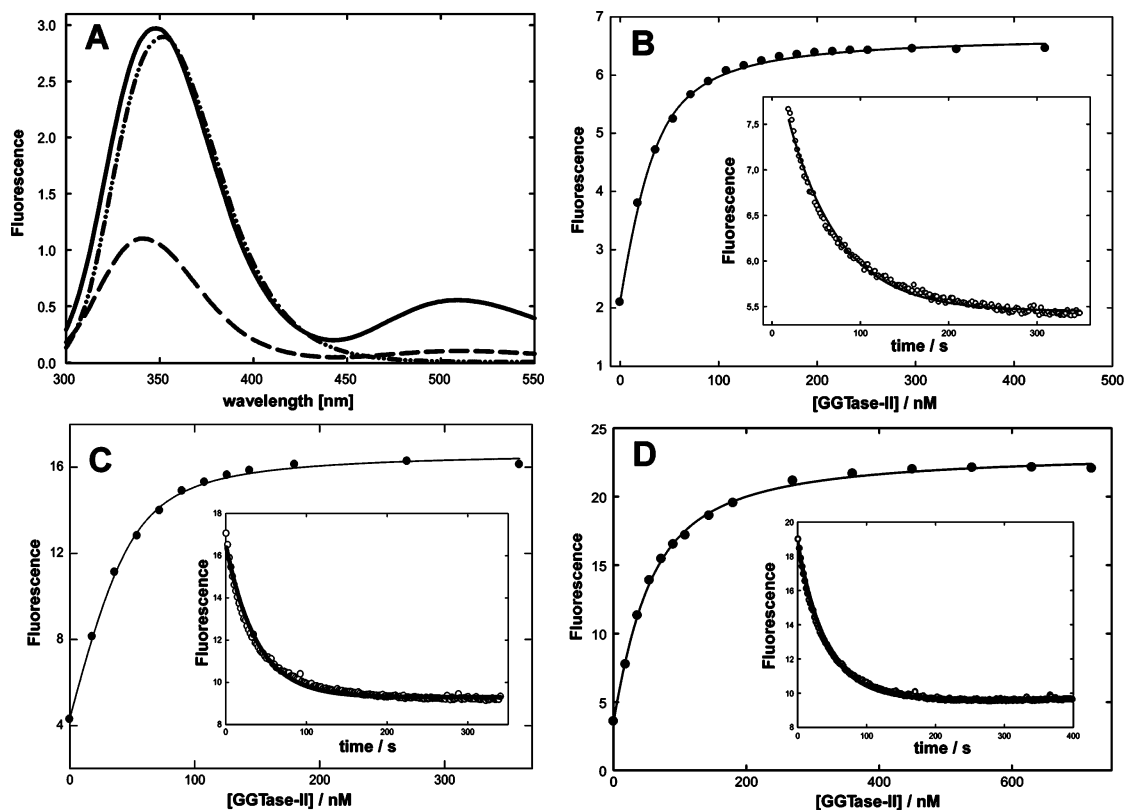 A
3.0
2.5
2.0
1.5
1.0
0.5
0.0
Fluorescence
300 350 400 450 500 550
wavelength [nm]
B
7
6
5
4
3
2
1
Fluorescence
0 100 200 300 400 500
[GGTase-II] / nM
7,5
7,0
6,5
6,0
5,5
Fluorescence
0 100 200 300
time / s
C
16
12
8
4
Fluorescence
0 100 200 300
[GGTase-II] / nM
18
16
14
12
10
8
Fluorescence
0 100 200 300
time / s
D
25
20
15
10
5
0
Fluorescence
0 200 400 600
[GGTase-II] / nM
20
18
16
14
12
10
8
Fluorescence
0 100 200 300 400
time / s